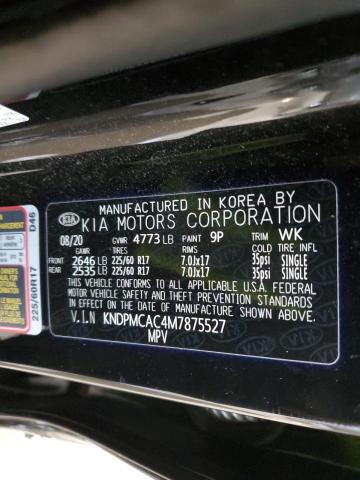 MANUFACTURED IN KOREA BY
KIA KIA MOTORS CORPORATION
08/20 GVWR 4773 LB PAINT 9P TRIM WK
GAWR TIRES RIMS COLD TIRE INFL
FRONT 2646 LB 225/60 R17 7.0Jx17 35psi SINGLE
REAR 2535 LB 225/60 R17 7.0Jx17 35psi SINGLE
THIS VEHICLE CONFORMS TO ALL APPLICABLE U.S.A. FEDERAL
MOTOR VEHICLE SAFETY, BUMPER, AND
THEFT PREVENTION STANDARDS IN EFFECT ON
THE DATE OF MANUFACTURE SHOWN ABOVE.
V.I.N KNDPMCAC4M7875527
MPV
225/60R17 D46